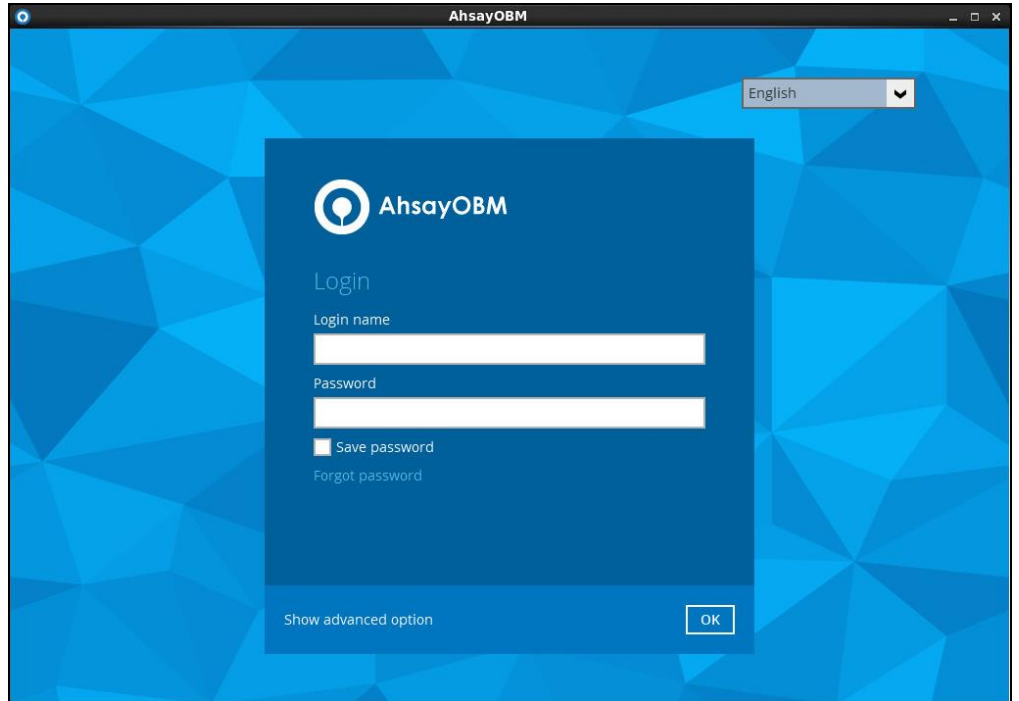 AhsayOBM
English
AhsayOBM
Login
Login name
Password
Save password
Forgot password
Show advanced option
OK